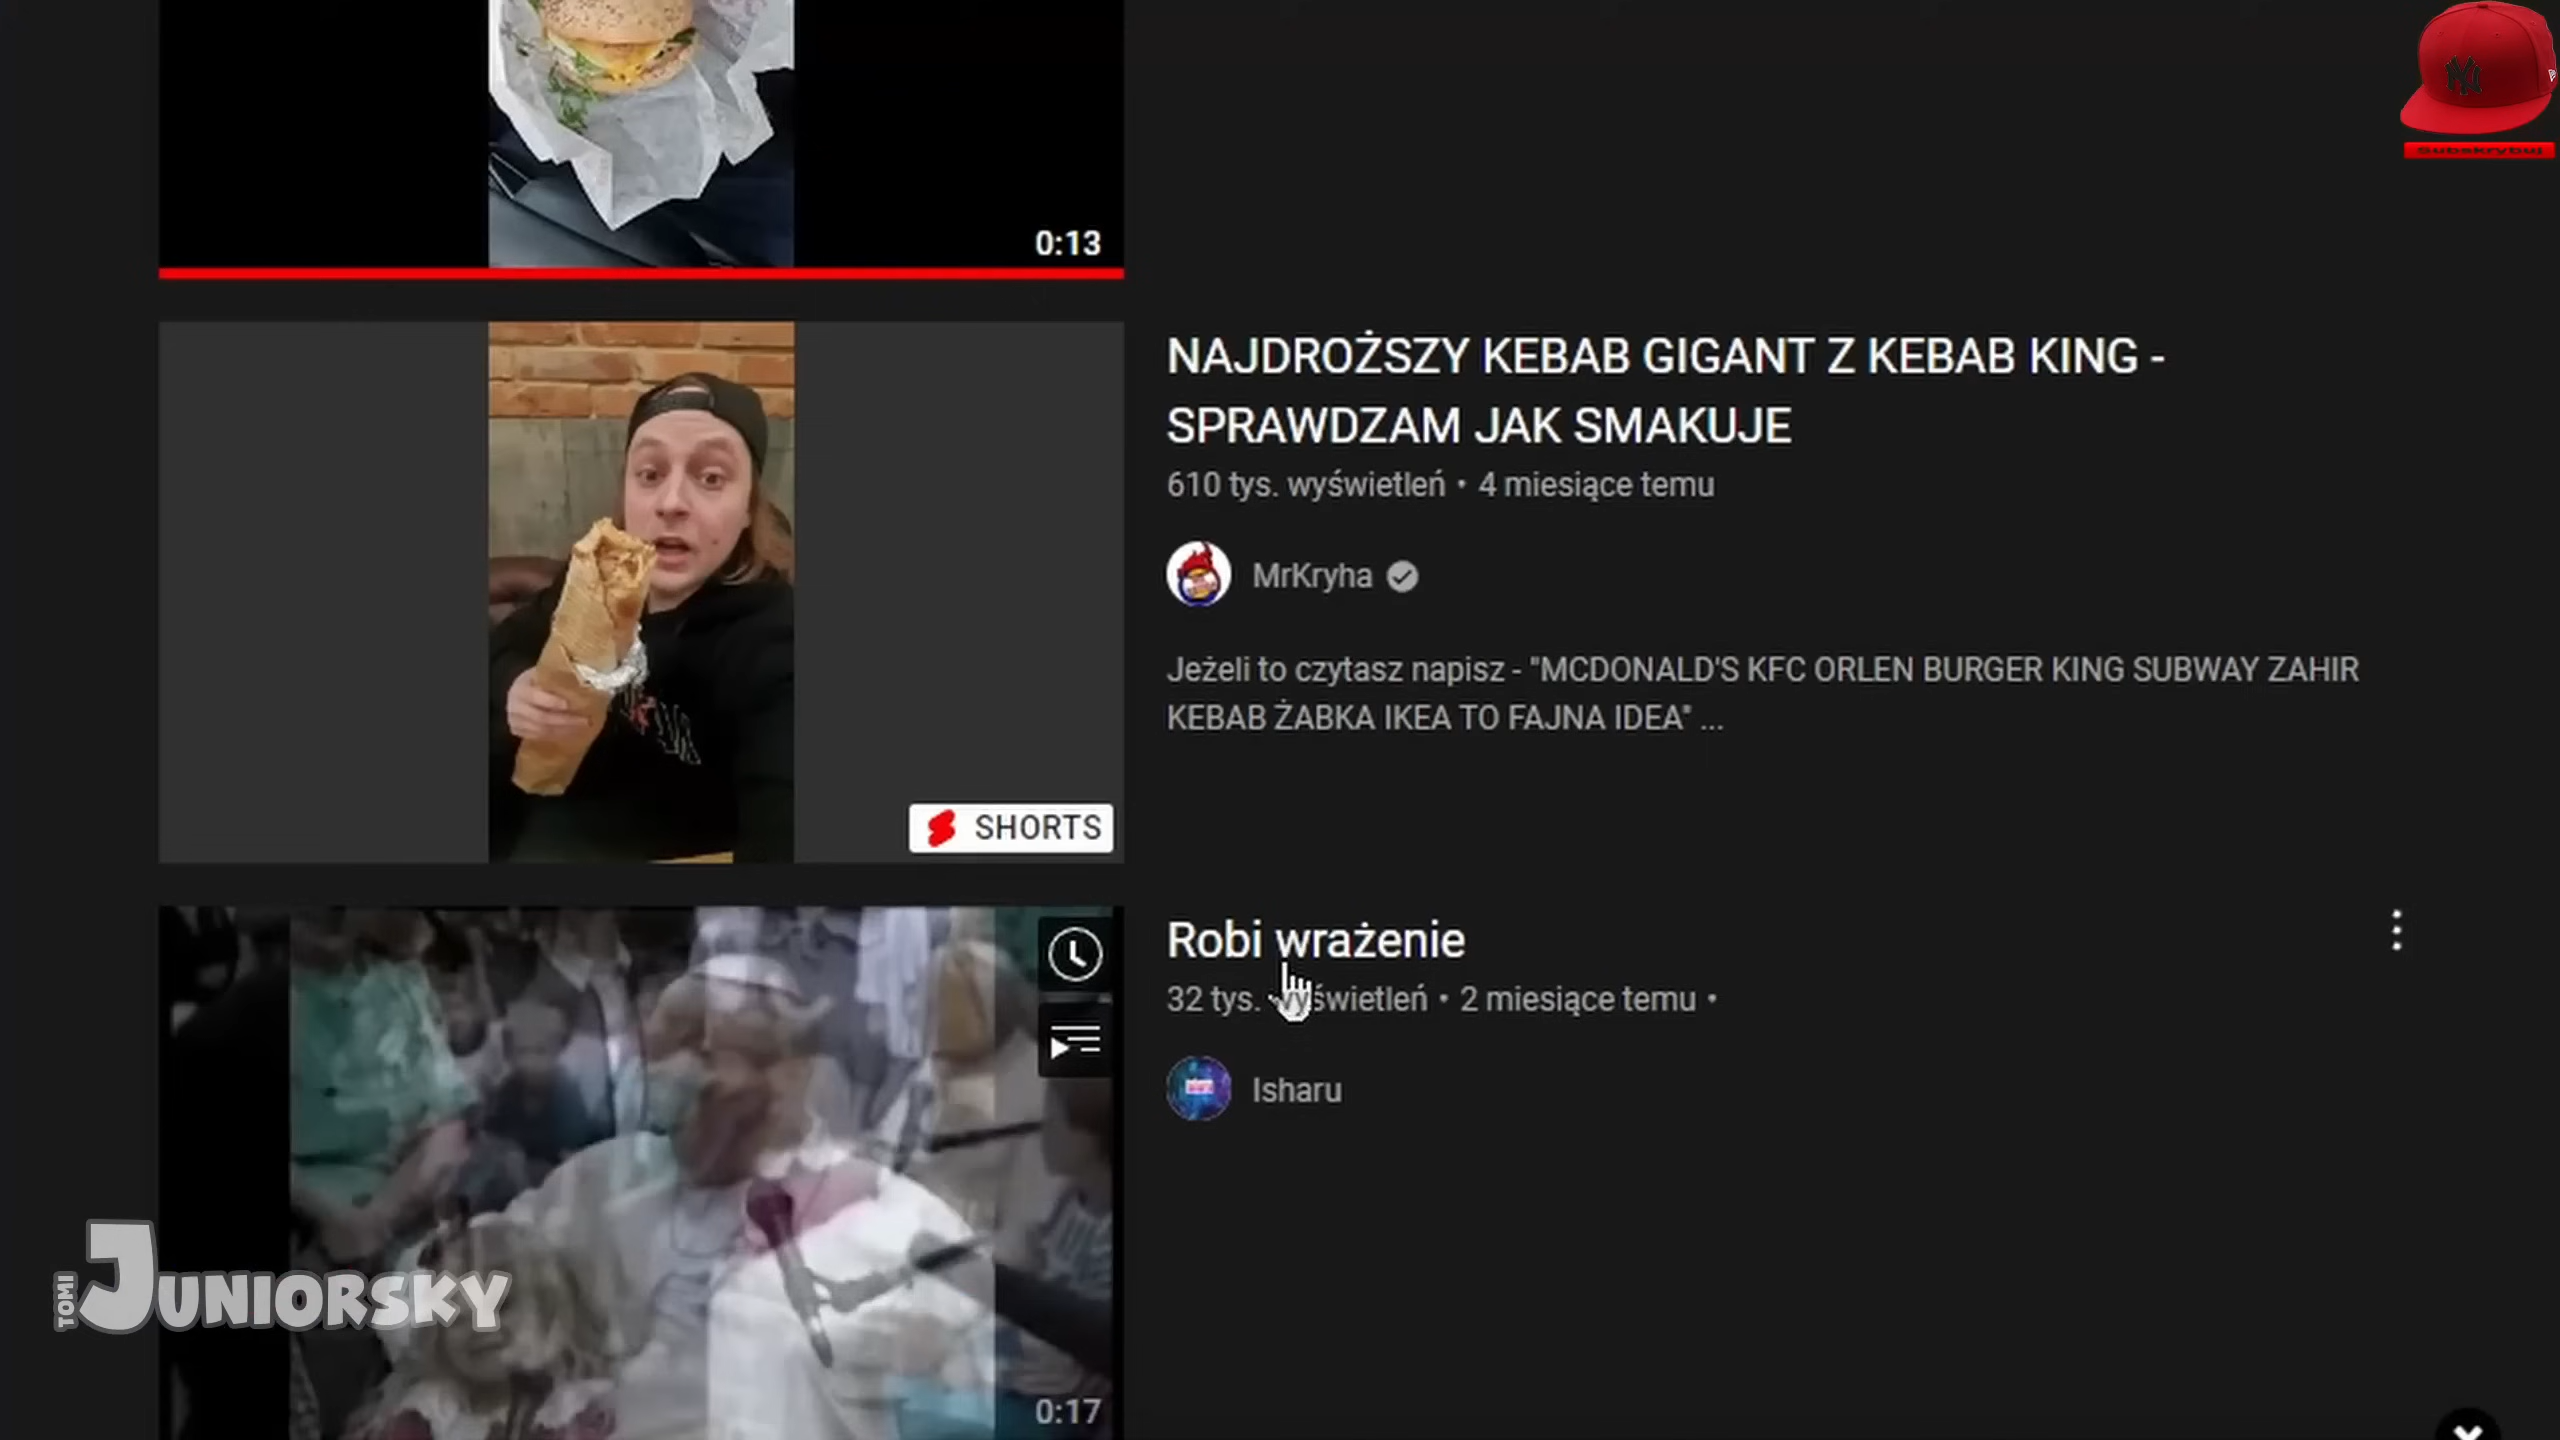 NY
Subskrybuj
0:13
NAJDROŻSZY KEBAB GIGANT Z KEBAB KING -
SPRAWDZAM JAK SMAKUJE
610 tys. wyświetleń • 4 miesiące temu
MrKryha
Jeżeli to czytasz napisz - "MCDONALD'S KFC ORLEN BURGER KING SUBWAY ZAHIR
KEBAB ŻABKA IKEA TO FAJNA IDEA" ...
SHORTS
Robi wrażenie
32 tys. wyświetleń • 2 miesiące temu •
Isharu
TOMI JUNIORSKY
0:17